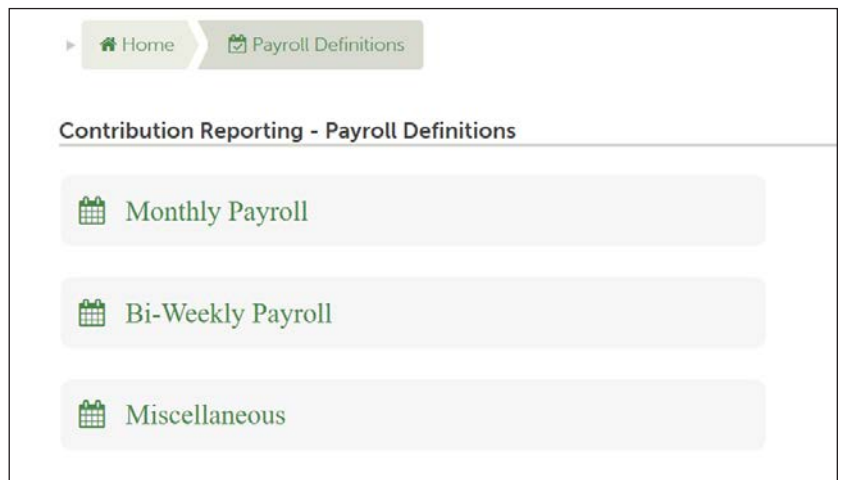 Home Payroll Definitions
Contribution Reporting - Payroll Definitions
Monthly Payroll
Bi-Weekly Payroll
Miscellaneous